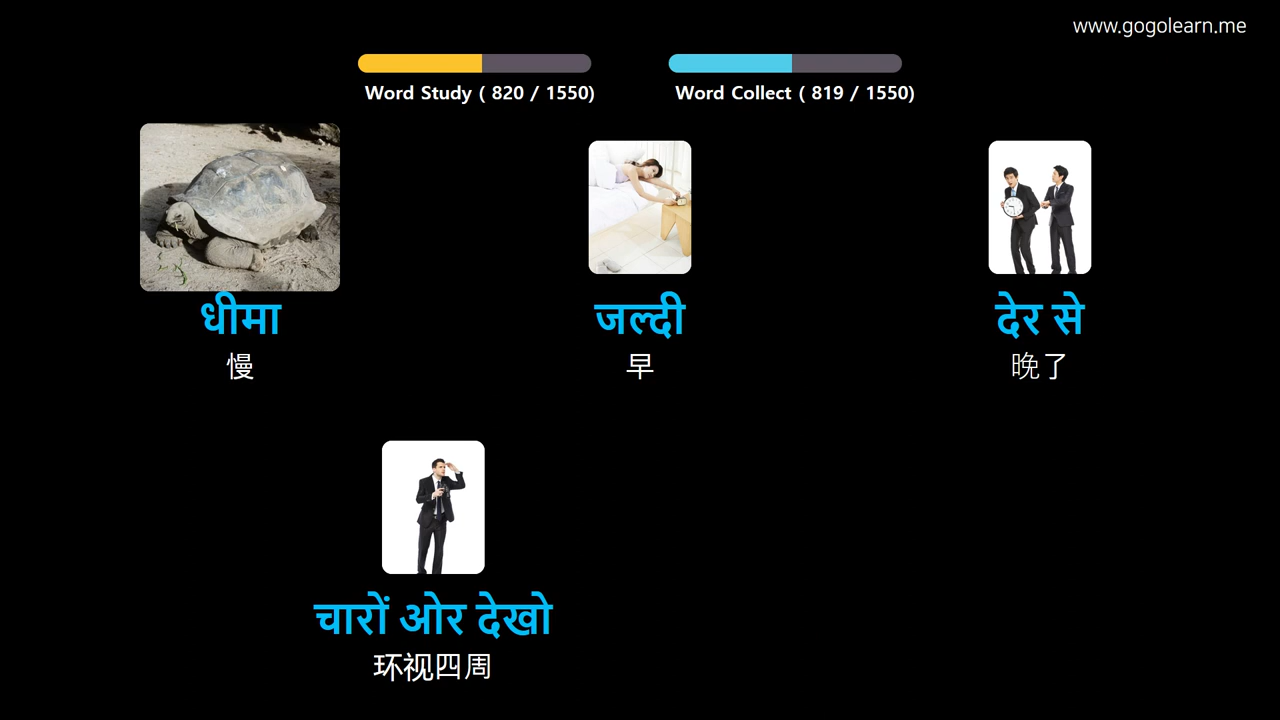 www.gogolearn.me
Word Study ( 820 / 1550)
Word Collect ( 819 / 1550)
धीमा
慢
जल्दी
早
देर से
晚了
चारों ओर देखो
环视四周